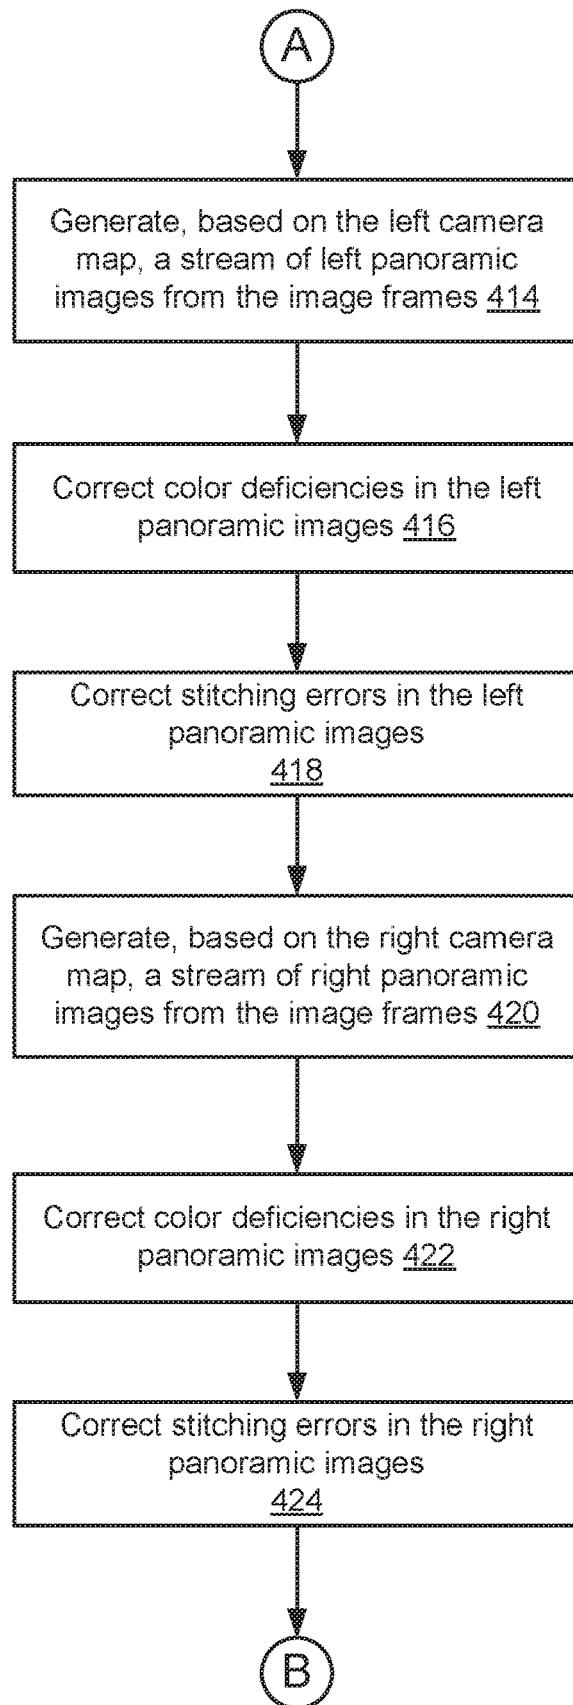 A
Generate, based on the left camera
map, a stream of left panoramic
images from the image frames 414
Correct color deficiencies in the left
panoramic images 416
Correct stitching errors in the left
panoramic images
418
Generate, based on the right camera
map, a stream of right panoramic
images from the image frames 420
Correct color deficiencies in the right
panoramic images 422
Correct stitching errors in the right
panoramic images
424
B